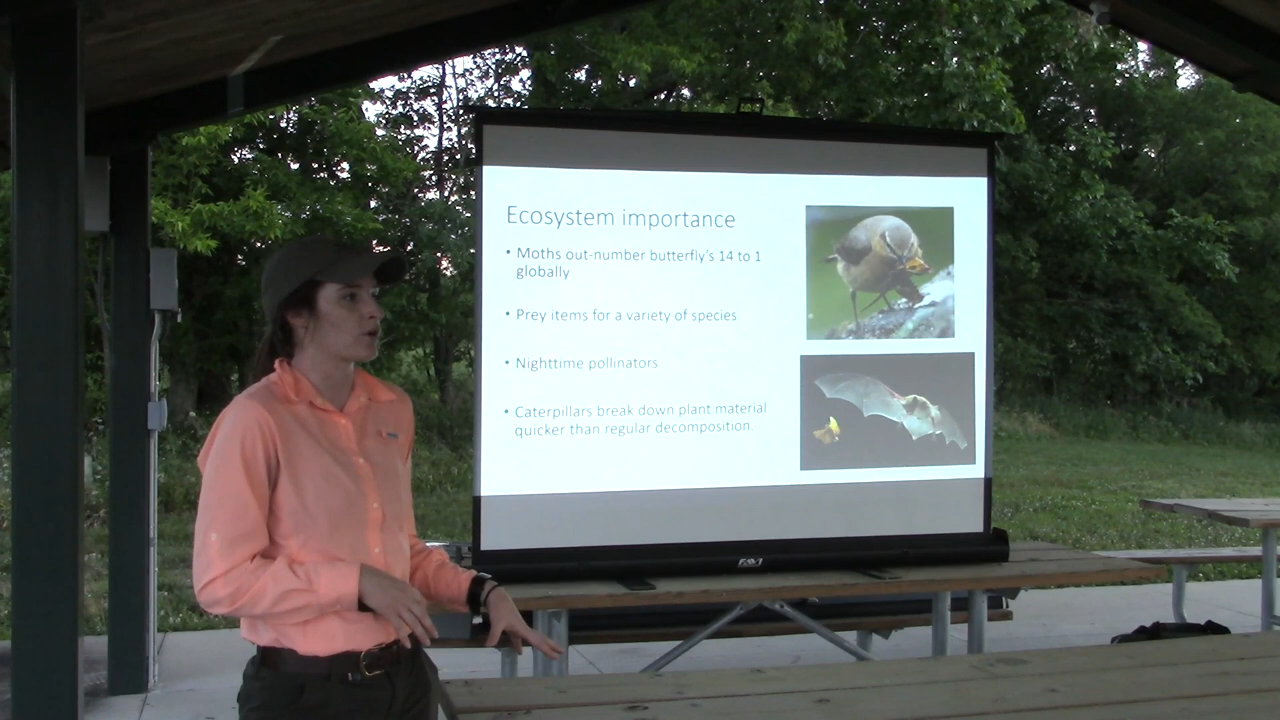 Ecosystem importance
• Moths out-number butterfly's 14 to 1
globally
• Prey items for a variety of species
• Nighttime pollinators
• Caterpillars break down plant material
quicker than regular decomposition.